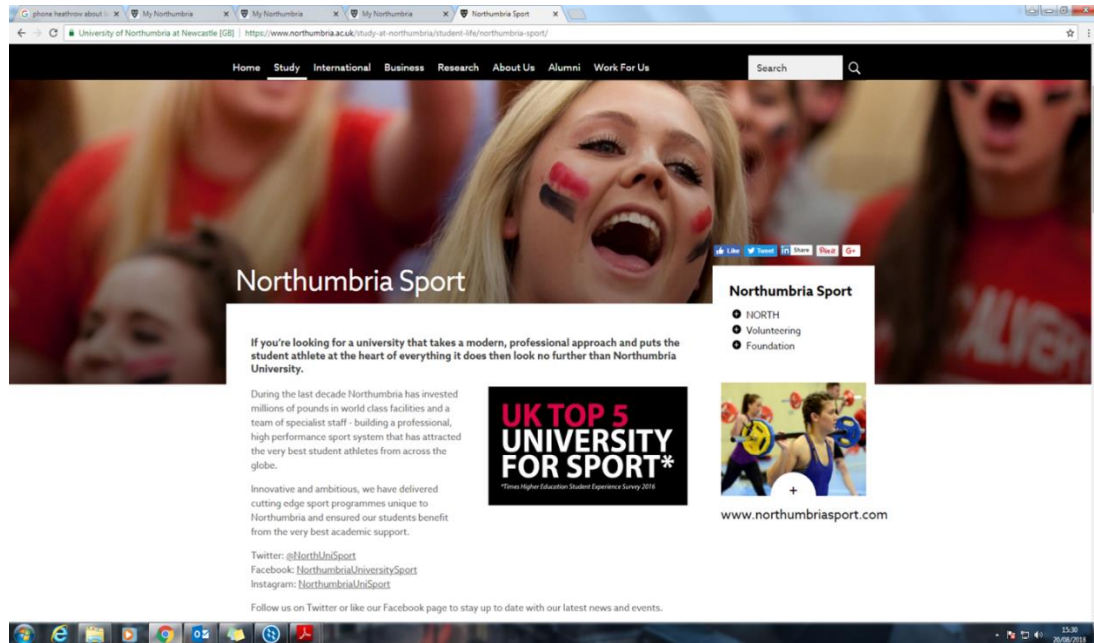 phone heathrow about
My Northumbria
My Northumbria
My Northumbria
Northumbria Sport
University of Northumbria at Newcastle [GB] | https://www.northumbria.ac.uk/study-at-northumbria/student-life/northumbria-sport/
Home Study International Business Research About Us Alumni Work For Us
Search
Like Tweet in Share Pin it G+
Northumbria Sport
Northumbria Sport
NORTH
Volunteering
Foundation
If you're looking for a university that takes a modern, professional approach and puts the
student athlete at the heart of everything it does then look no further than Northumbria
University.
During the last decade Northumbria has invested
millions of pounds in world class facilities and a
team of specialist staff - building a professional,
high performance sport system that has attracted
the very best student athletes from across the
globe.
Innovative and ambitious, we have delivered
cutting edge sport programmes unique to
Northumbria and ensured our students benefit
from the very best academic support.
Twitter: @NorthUniSport
Facebook: NorthumbriaUniversitySport
Instagram: NorthumbriaUniSport
Follow us on Twitter or like our Facebook page to stay up to date with our latest news and events.
UK TOP 5
UNIVERSITY
FOR SPORT*
*Times Higher Education Student Experience Survey 2016
www.northumbriasport.com
15:30
20/08/2018